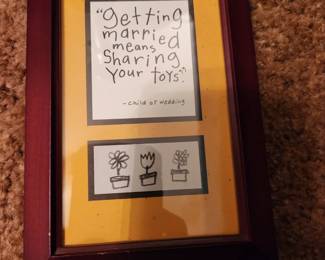 "getting
married
means
Sharing
Your toys."
- child at wedding